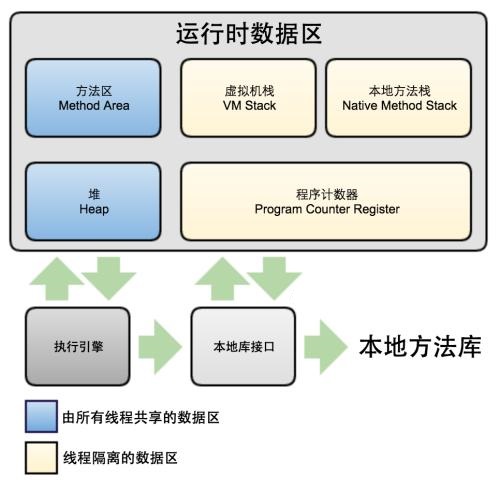 运行时数据区
方法区
Method Area
虚拟机栈
VM Stack
本地方法栈
Native Method Stack
堆
Heap
程序计数器
Program Counter Register
执行引擎
本地库接口
本地方法库
由所有线程共享的数据区
线程隔离的数据区